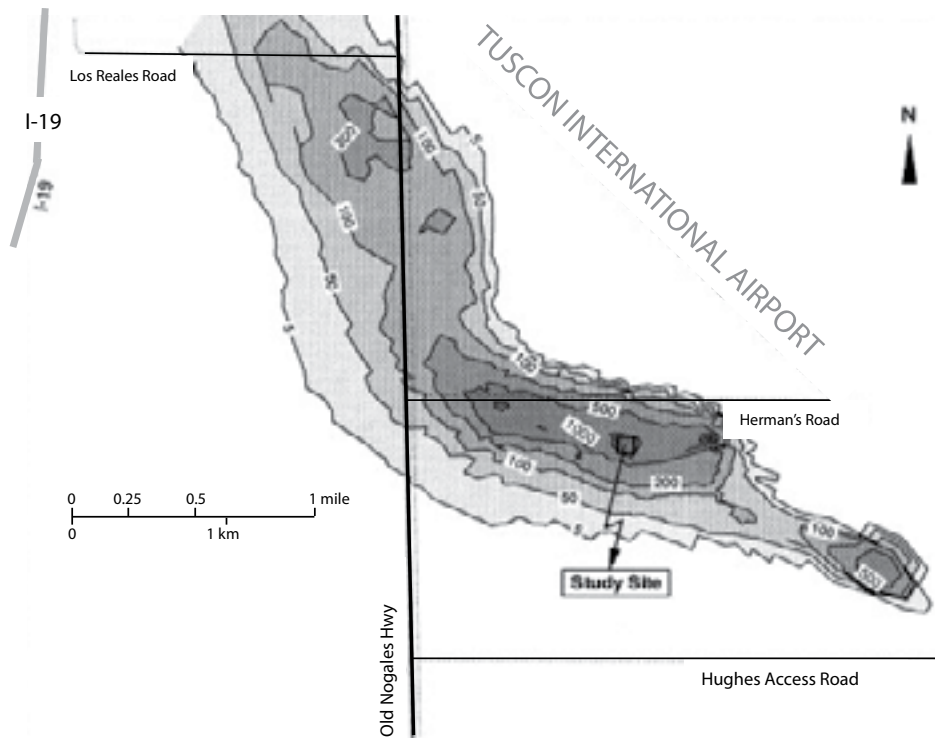 TUSCON INTERNATIONAL AIRPORT
Los Reales Road
I-19
I-19
N
5
200
100
50
100
50
5
100
500
1000
100
200
50
5
100
500
Herman's Road
0 0.25 0.5 1 mile
0 1 km
Study Site
Old Nogales Hwy
Hughes Access Road